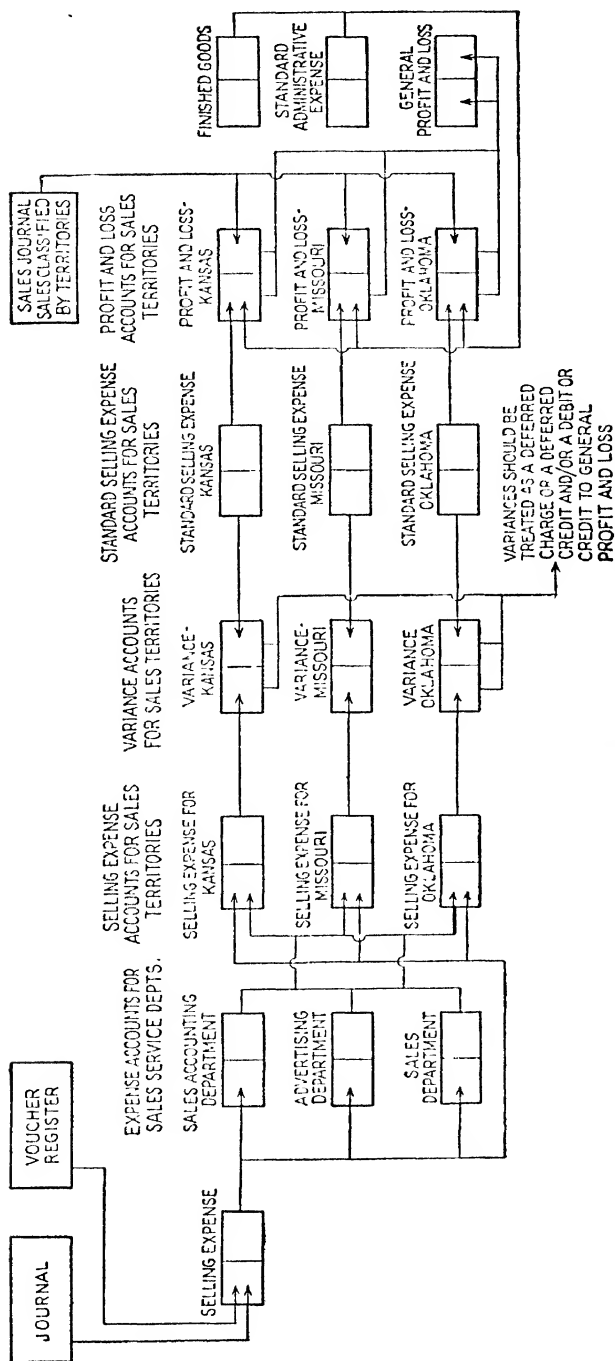 JOURNAL
VOUCHER
REGISTER
SELLING EXPENSE
EXPENSE ACCOUNTS FOR
SALES SERVICE DEPTS.
SALES ACCOUNTING
DEPARTMENT
ADVERTISING
DEPARTMENT
SALES
DEPARTMENT
SELLING EXPENSE
ACCOUNTS FOR SALES
TERRITORIES
SELLING EXPENSE FOR
KANSAS
SELLING EXPENSE FOR
MISSOURI
SELLING EXPENSE FOR
OKLAHOMA
VARIANCE ACCOUNTS
FOR SALES TERRITORIES
VARIANCE-
KANSAS
VARIANCE-
MISSOURI
VARIANCE
OKLAHOMA
STANDARD SELLING EXPENSE
ACCOUNTS FOR SALES
TERRITORIES
STANDARD SELLING EXPENSE
KANSAS
STANDARD SELLING EXPENSE
MISSOURI
STANDARD SELLING EXPENSE
OKLAHOMA
VARIANCES SHOULD BE
TREATED AS A DEFERRED
CHARGE OR A DEFERRED
CREDIT AND/OR A DEBIT OR
CREDIT TO GENERAL
PROFIT AND LOSS
SALES JOURNAL
SALES CLASSIFIED
BY TERRITORIES
PROFIT AND LOSS
ACCOUNTS FOR SALES
TERRITORIES
PROFIT AND LOSS-
KANSAS
PROFIT AND LOSS-
MISSOURI
PROFIT AND LOSS-
OKLAHOMA
FINISHED GOODS
STANDARD
ADMINISTRATIVE
EXPENSE
GENERAL
PROFIT AND LOSS